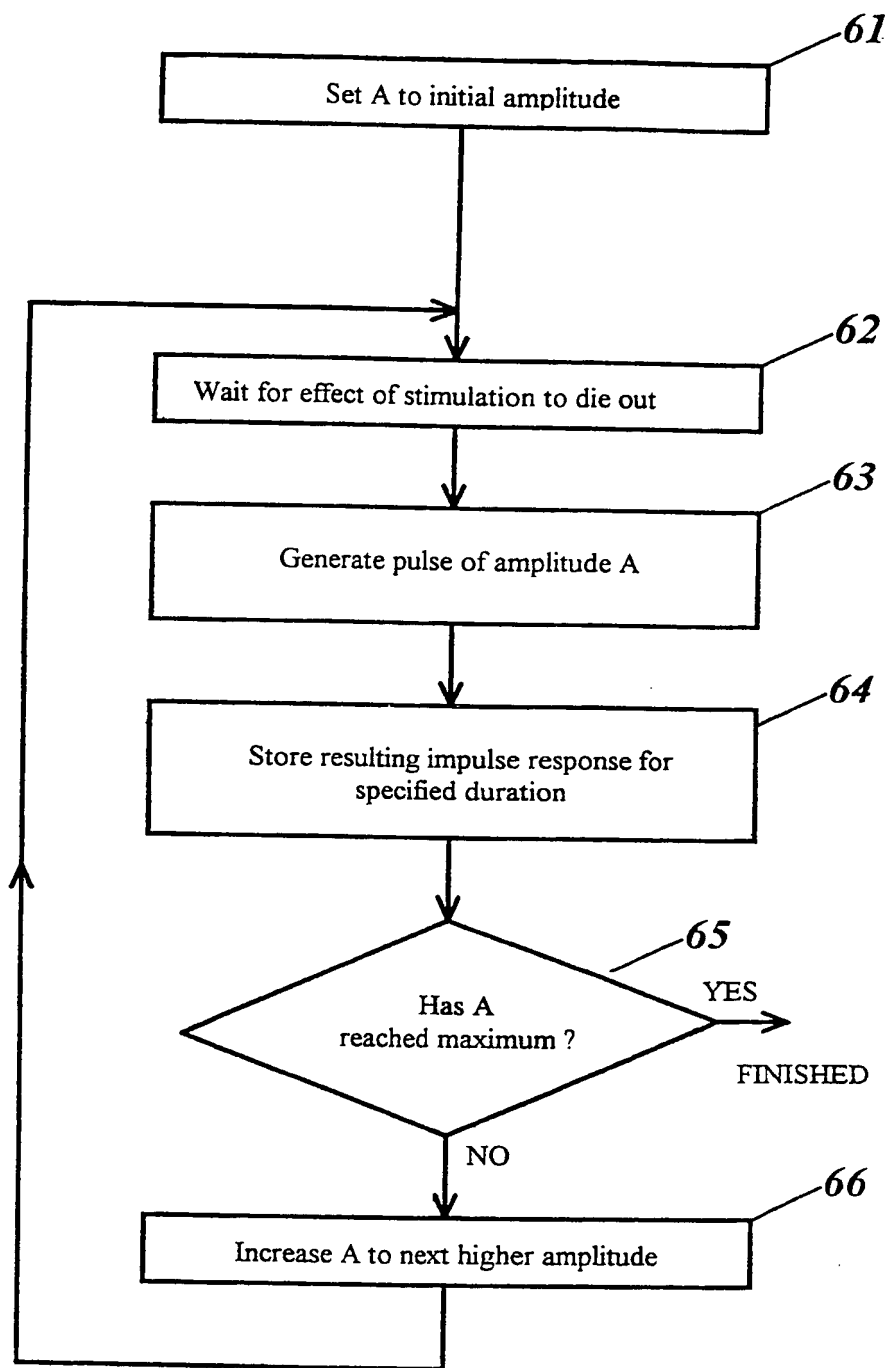 61
Set A to initial amplitude
62
Wait for effect of stimulation to die out
63
Generate pulse of amplitude A
64
Store resulting impulse response for
specified duration
65
Has A
reached maximum ?
YES
FINISHED
NO
66
Increase A to next higher amplitude